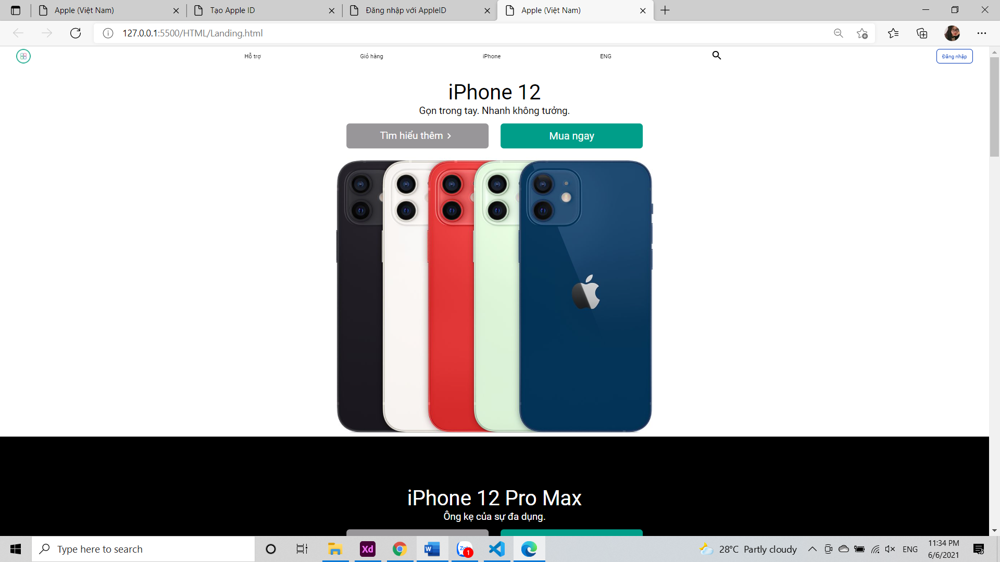 Apple (Việt Nam)
Tạo Apple ID
Đăng nhập với AppleID
Apple (Việt Nam)
127.0.0.1:5500/HTML/Landing.html
Hỗ trợ
Giỏ hàng
iPhone
ENG
Đăng nhập
iPhone 12
Gọn trong tay. Nhanh không tưởng.
Tìm hiểu thêm >
Mua ngay
iPhone 12 Pro Max
Ông kẹ của sự đa dụng.
Type here to search
Xd
W
Zalo
1
28°C Partly cloudy
ENG
11:34 PM
6/6/2021